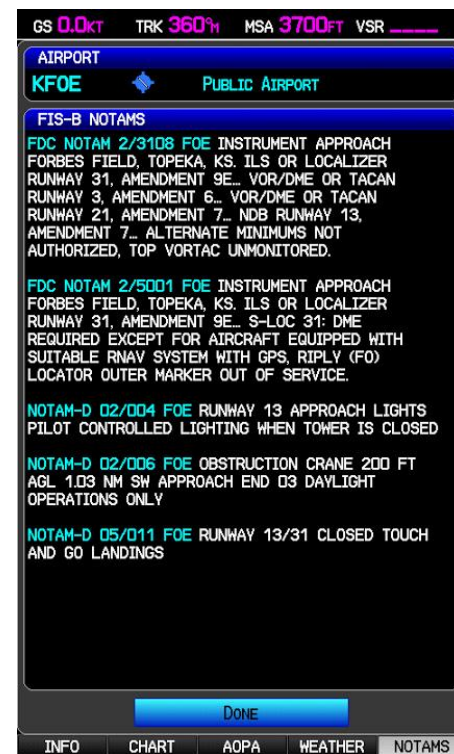 GS 0.0KT TRK 360°M MSA 3700FT VSR ____
AIRPORT
KFOE PUBLIC AIRPORT
FIS-B NOTAMS
FDC NOTAM 2/3108 FOE INSTRUMENT APPROACH
FORBES FIELD, TOPEKA, KS. ILS OR LOCALIZER
RUNWAY 31, AMENDMENT 9E… VOR/DME OR TACAN
RUNWAY 3, AMENDMENT 6… VOR/DME OR TACAN
RUNWAY 21, AMENDMENT 7… NDB RUNWAY 13,
AMENDMENT 7… ALTERNATE MINIMUMS NOT
AUTHORIZED, TOP VORTAC UNMONITORED.
FDC NOTAM 2/5001 FOE INSTRUMENT APPROACH
FORBES FIELD, TOPEKA, KS. ILS OR LOCALIZER
RUNWAY 31, AMENDMENT 9E… S-LOC 31: DME
REQUIRED EXCEPT FOR AIRCRAFT EQUIPPED WITH
SUITABLE RNAV SYSTEM WITH GPS, RIPLY (FO)
LOCATOR OUTER MARKER OUT OF SERVICE.
NOTAM-D 02/004 FOE RUNWAY 13 APPROACH LIGHTS
PILOT CONTROLLED LIGHTING WHEN TOWER IS CLOSED
NOTAM-D 02/006 FOE OBSTRUCTION CRANE 200 FT
AGL 1.03 NM SW APPROACH END 03 DAYLIGHT
OPERATIONS ONLY
NOTAM-D 05/011 FOE RUNWAY 13/31 CLOSED TOUCH
AND GO LANDINGS
DONE
INFO CHART AOPA WEATHER NOTAMS